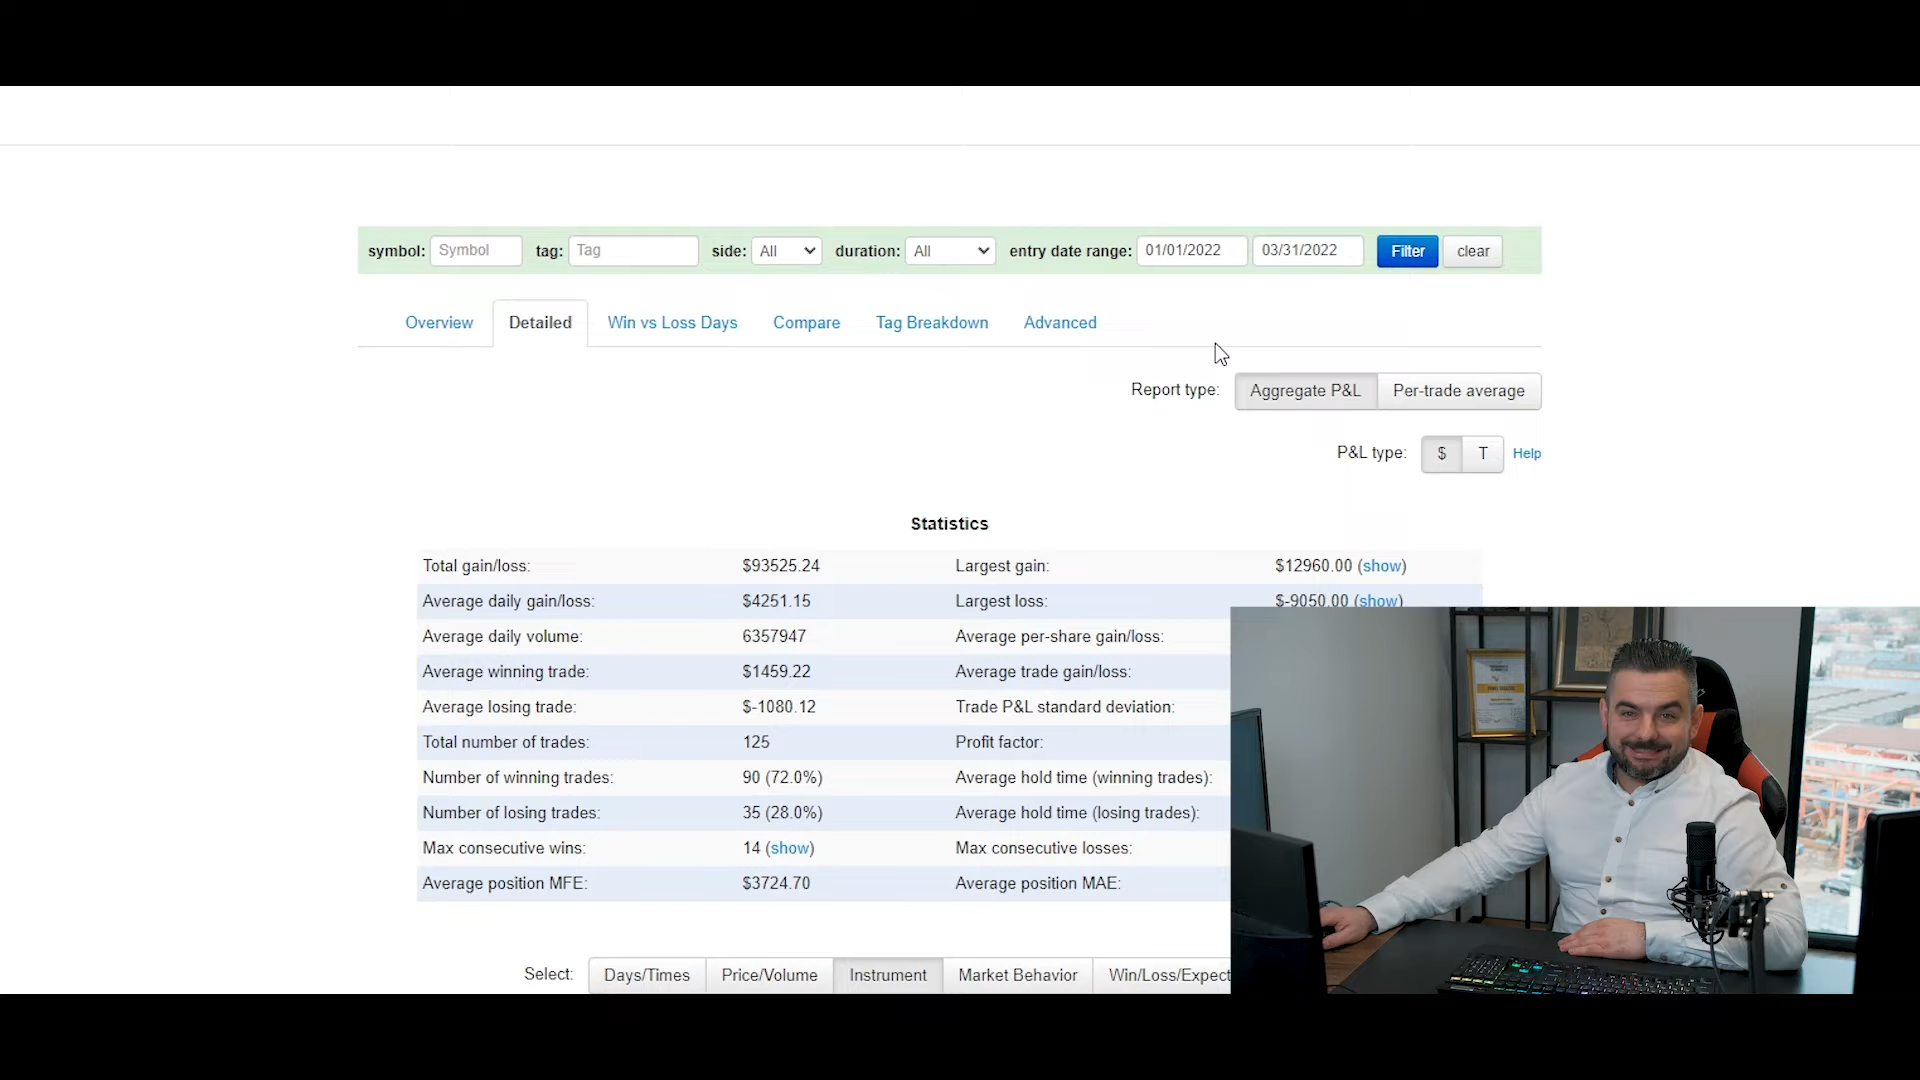 symbol: Symbol tag: Tag side: All duration: All entry date range: 01/01/2022 03/31/2022 Filter clear
Overview Detailed Win vs Loss Days Compare Tag Breakdown Advanced
Report type: Aggregate P&L Per-trade average
P&L type: $ T Help
Statistics
Total gain/loss: $93525.24 Largest gain: $12960.00 (show)
Average daily gain/loss: $4251.15 Largest loss: $-9050.00 (show)
Average daily volume: 6357947 Average per-share gain/loss:
Average winning trade: $1459.22 Average trade gain/loss:
Average losing trade: $-1080.12 Trade P&L standard deviation:
Total number of trades: 125 Profit factor:
Number of winning trades: 90 (72.0%) Average hold time (winning trades):
Number of losing trades: 35 (28.0%) Average hold time (losing trades):
Max consecutive wins: 14 (show) Max consecutive losses:
Average position MFE: $3724.70 Average position MAE:
Select: Days/Times Price/Volume Instrument Market Behavior Win/Loss/Expect